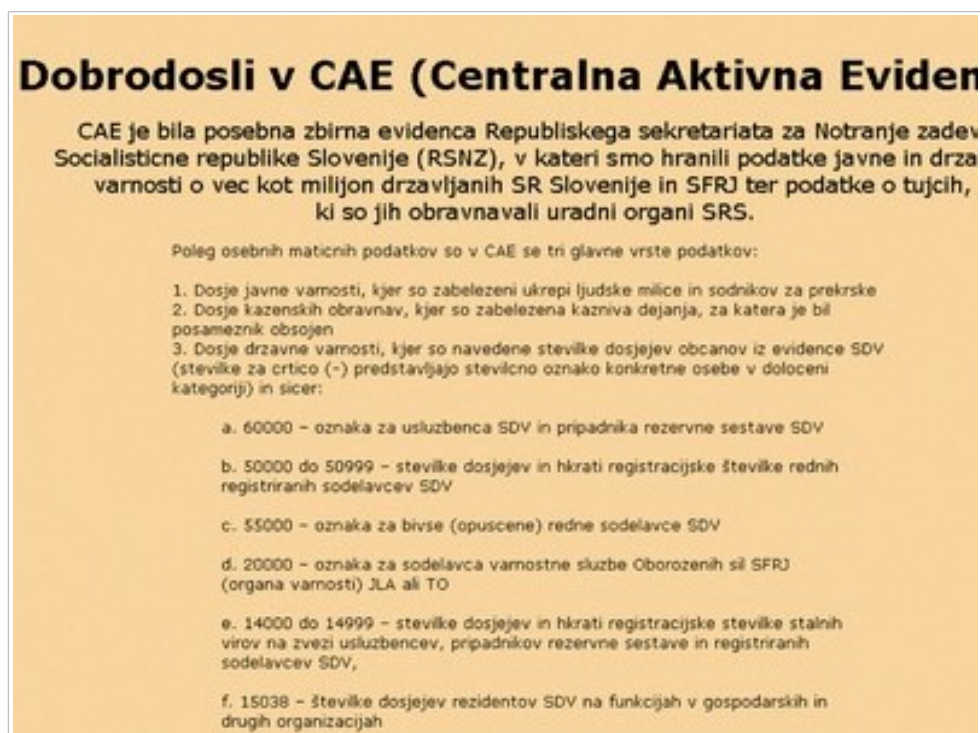 Dobrodosli v CAE (Centralna Aktivna Eviden
CAE je bila posebna zbirna evidenca Republiskega sekretariata za Notranje zadev
Socialisticne republike Slovenije (RSNZ), v kateri smo hranili podatke javne in drza
varnosti o vec kot milijon drzavljanih SR Slovenije in SFRJ ter podatke o tujcih,
ki so jih obravnavali uradni organi SRS.
Poleg osebnih maticnih podatkov so v CAE se tri glavne vrste podatkov:
1. Dosje javne varnosti, kjer so zabelezeni ukrepi ljudske milice in sodnikov za prekrske
2. Dosje kazenskih obravnav, kjer so zabelezena kazniva dejanja, za katera je bil
posameznik obsojen
3. Dosje drzavne varnosti, kjer so navedene stevilke dosjejev obcanov iz evidence SDV
(stevilke za crtico (-) predstavljajo stevilcno oznako konkretne osebe v doloceni
kategoriji) in sicer:
a. 60000 – oznaka za usluzbenca SDV in pripadnika rezervne sestave SDV
b. 50000 do 50999 – stevilke dosjejev in hkrati registracijske številke rednih
registriranih sodelavcev SDV
c. 55000 – oznaka za bivse (opuscene) redne sodelavce SDV
d. 20000 – oznaka za sodelavca varnostne sluzbe Oborozenih sil SFRJ
(organa varnosti) JLA ali TO
e. 14000 do 14999 – stevilke dosjejev in hkrati registracijske stevilke stalnih
virov na zvezi usluzbencev, pripadnikov rezervne sestave in registriranih
sodelavcev SDV,
f. 15038 – številke dosjejev rezidentov SDV na funkcijah v gospodarskih in
drugih organizacijah